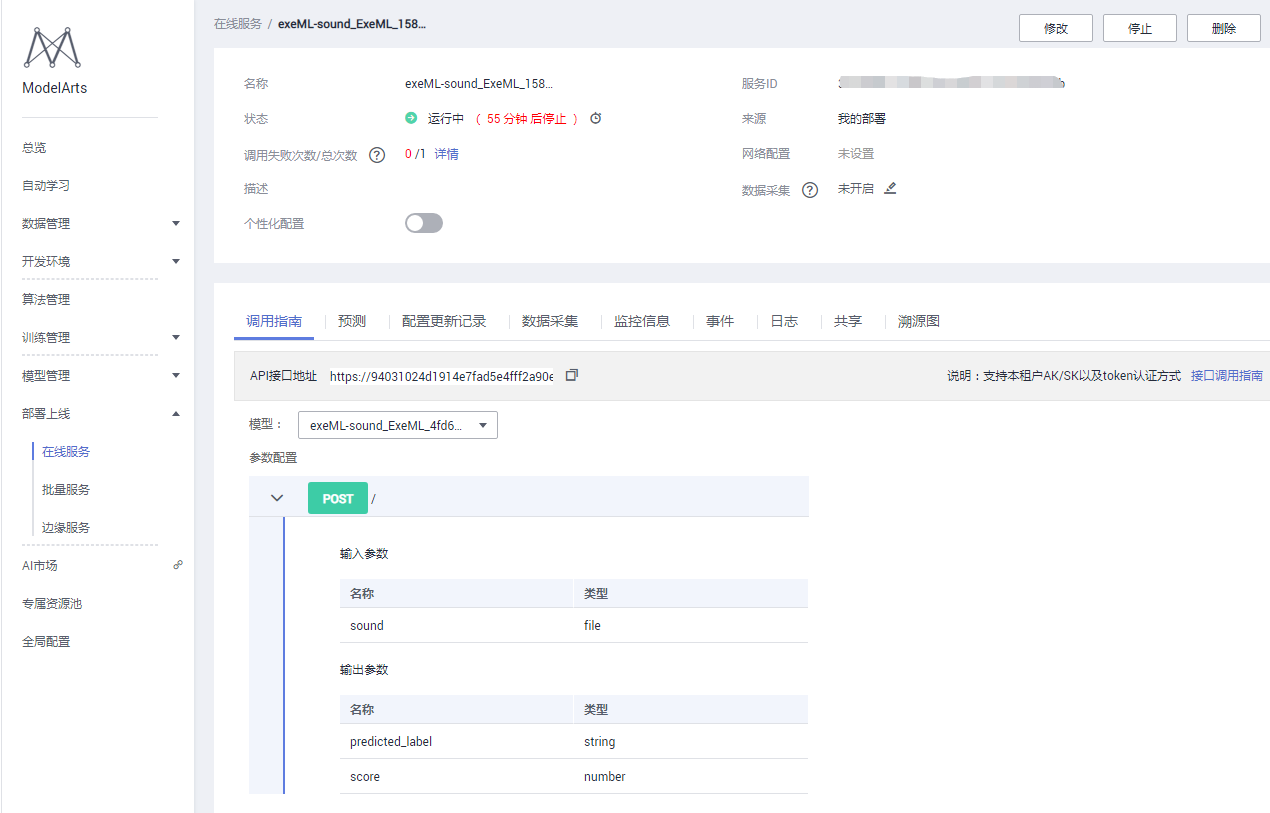 ModelArts
总览
自动学习
数据管理
开发环境
算法管理
训练管理
模型管理
部署上线
在线服务
批量服务
边缘服务
AI市场
专属资源池
全局配置
在线服务 / exeML-sound_ExeML_158...
修改 停止 删除
名称 exeML-sound_ExeML_158... 服务ID
状态 运行中 ( 55 分钟 后停止 ) 来源 我的部署
调用失败次数/总次数 ? 0 /1 详情 网络配置 未设置
描述 数据采集 ? 未开启
个性化配置
调用指南 预测 配置更新记录 数据采集 监控信息 事件 日志 共享 溯源图
API接口地址 https://94031024d1914e7fad5e4fff2a90e 说明：支持本租户AK/SK以及token认证方式 接口调用指南
模型： exeML-sound_ExeML_4fd6...
参数配置
POST /
输入参数
名称 类型
sound file
输出参数
名称 类型
predicted_label string
score number